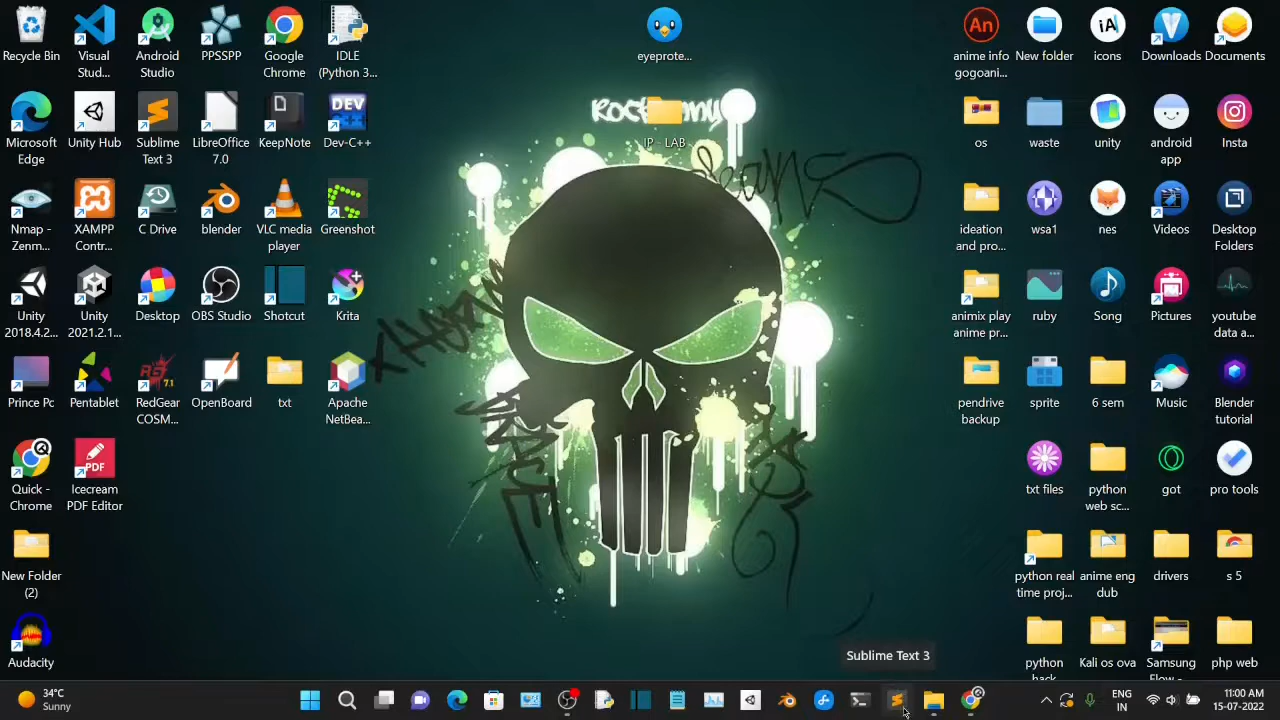 Recycle Bin
Visual
Stud...
Android
Studio
PPSSPP
Google
Chrome
IDLE
(Python 3...
eyeprote...
An
anime info
gogoani...
New folder
iA
icons
Downloads
Documents
Microsoft
Edge
Unity Hub
Sublime
Text 3
LibreOffice
7.0
KeepNote
DEV
C++
Dev-C++
IP - LAB
os
waste
unity
android
app
Insta
Nmap -
Zenm...
XAMPP
Contr...
C Drive
blender
VLC media
player
Greenshot
ideation
and pro...
wsa1
nes
Videos
Desktop
Folders
Unity
2018.4.2...
Unity
2021.2.1...
Desktop
OBS Studio
Shotcut
Krita
animix play
anime pr...
ruby
Song
Pictures
youtube
data a...
Prince Pc
Pentablet
7.1
RedGear
COSM...
OpenBoard
txt
Apache
NetBea...
pendrive
backup
sprite
6 sem
Music
Blender
tutorial
Quick -
Chrome
PDF
Icecream
PDF Editor
txt files
python
web sc...
got
pro tools
New Folder
(2)
python real
time proj...
anime eng
dub
drivers
s 5
Audacity
python
hack
Kali os ova
Samsung
Flow -
php web
Sublime Text 3
34°C
Sunny
ENG
IN
11:00 AM
15-07-2022